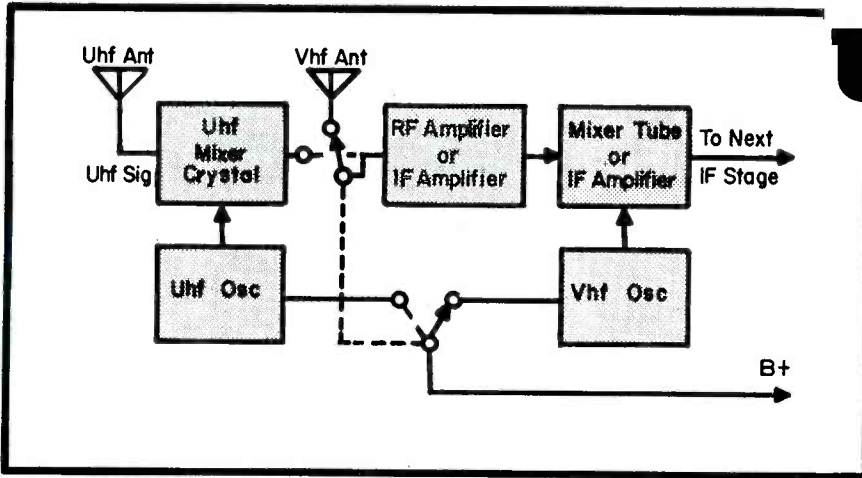 Uhf Ant
Vhf Ant
Uhf
Mixer
Crystal
RF Amplifier
or
IF Amplifier
Mixer Tube
or
IF Amplifier
To Next
IF Stage
Uhf Sig
Uhf Osc
Vhf Osc
B+